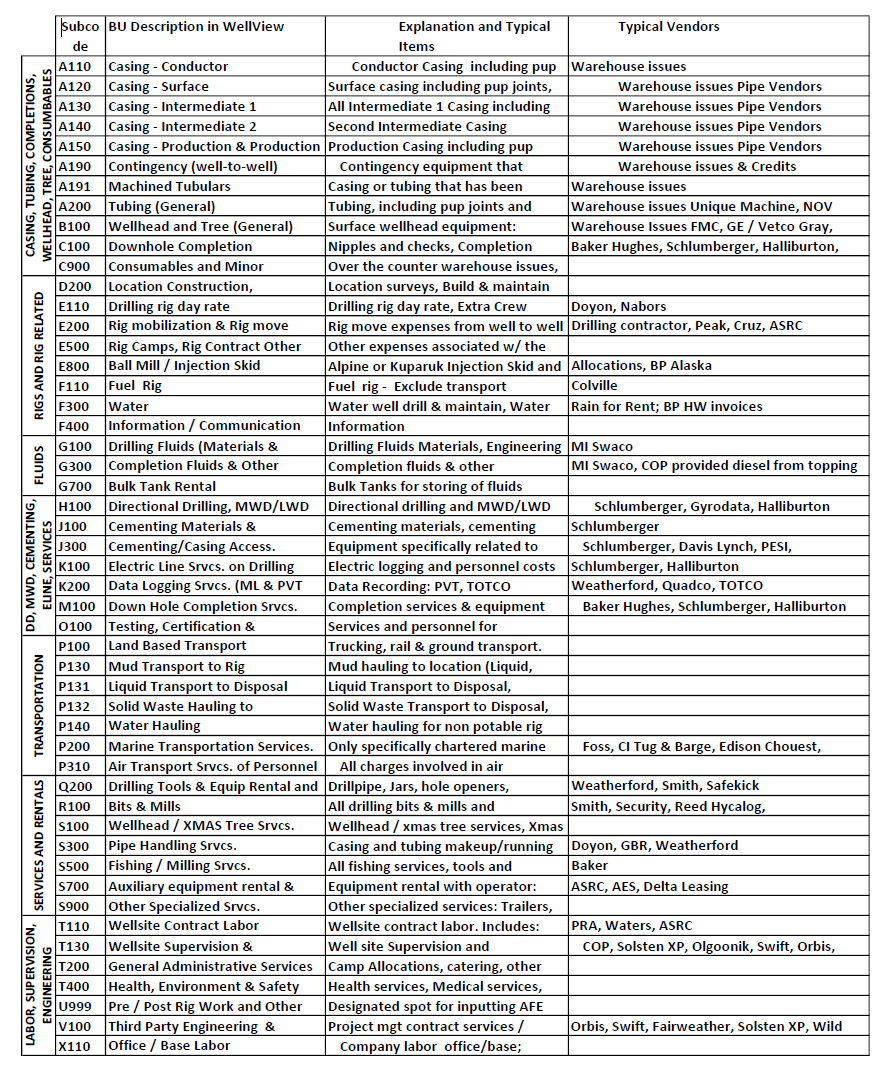 Subco BU Description in WellView Explanation and Typical Typical Vendors
de Items
CASING, TUBING, COMPLETIONS,
WELLHEAD, TREE, CONSUMBABLES
A110 Casing - Conductor Conductor Casing including pup Warehouse issues
A120 Casing - Surface Surface casing including pup joints, Warehouse issues Pipe Vendors
A130 Casing - Intermediate 1 All Intermediate 1 Casing including Warehouse issues Pipe Vendors
A140 Casing - Intermediate 2 Second Intermediate Casing Warehouse issues Pipe Vendors
A150 Casing - Production & Production Production Casing including pup Warehouse issues Pipe Vendors
A190 Contingency (well-to-well) Contingency equipment that Warehouse issues & Credits
A191 Machined Tubulars Casing or tubing that has been Warehouse issues
A200 Tubing (General) Tubing, including pup joints and Warehouse issues Unique Machine, NOV
B100 Wellhead and Tree (General) Surface wellhead equipment: Warehouse Issues FMC, GE / Vetco Gray,
C100 Downhole Completion Nipples and checks, Completion Baker Hughes, Schlumberger, Halliburton,
C900 Consumables and Minor Over the counter warehouse issues,
RIGS AND RIG RELATED
D200 Location Construction, Location surveys, Build & maintain
E110 Drilling rig day rate Drilling rig day rate, Extra Crew Doyon, Nabors
E200 Rig mobilization & Rig move Rig move expenses from well to well Drilling contractor, Peak, Cruz, ASRC
E500 Rig Camps, Rig Contract Other Other expenses associated w/ the
E800 Ball Mill / Injection Skid Alpine or Kuparuk Injection Skid and Allocations, BP Alaska
F110 Fuel Rig Fuel rig - Exclude transport Colville
F300 Water Water well drill & maintain, Water Rain for Rent; BP HW invoices
F400 Information / Communication Information
FLUIDS
G100 Drilling Fluids (Materials & Drilling Fluids Materials, Engineering MI Swaco
G300 Completion Fluids & Other Completion fluids & other MI Swaco, COP provided diesel from topping
G700 Bulk Tank Rental Bulk Tanks for storing of fluids
DD, MWD, CEMENTING,
ELINE, SERVICES
H100 Directional Drilling, MWD/LWD Directional drilling and MWD/LWD Schlumberger, Gyrodata, Halliburton
J100 Cementing Materials & Cementing materials, cementing Schlumberger
J300 Cementing/Casing Access. Equipment specifically related to Schlumberger, Davis Lynch, PESI,
K100 Electric Line Srvcs. on Drilling Electric logging and personnel costs Schlumberger, Halliburton
K200 Data Logging Srvcs. (ML & PVT Data Recording: PVT, TOTCO Weatherford, Quadco, TOTCO
M100 Down Hole Completion Srvcs. Completion services & equipment Baker Hughes, Schlumberger, Halliburton
O100 Testing, Certification & Services and personnel for
TRANSPORTATION
P100 Land Based Transport Trucking, rail & ground transport.
P130 Mud Transport to Rig Mud hauling to location (Liquid,
P131 Liquid Transport to Disposal Liquid Transport to Disposal,
P132 Solid Waste Hauling to Solid Waste Transport to Disposal,
P140 Water Hauling Water hauling for non potable rig
P200 Marine Transportation Services. Only specifically chartered marine Foss, CI Tug & Barge, Edison Chouest,
P310 Air Transport Srvcs. of Personnel All charges involved in air
SERVICES AND RENTALS
Q200 Drilling Tools & Equip Rental and Drillpipe, Jars, hole openers, Weatherford, Smith, Safekick
R100 Bits & Mills All drilling bits & mills and Smith, Security, Reed Hycalog,
S100 Wellhead / XMAS Tree Srvcs. Wellhead / xmas tree services, Xmas
S300 Pipe Handling Srvcs. Casing and tubing makeup/running Doyon, GBR, Weatherford
S500 Fishing / Milling Srvcs. All fishing services, tools and Baker
S700 Auxiliary equipment rental & Equipment rental with operator: ASRC, AES, Delta Leasing
S900 Other Specialized Srvcs. Other specialized services: Trailers,
LABOR, SUPERVISION,
ENGINEERING
T110 Wellsite Contract Labor Wellsite contract labor. Includes: PRA, Waters, ASRC
T130 Wellsite Supervision & Well site Supervision and COP, Solsten XP, Olgoonik, Swift, Orbis,
T200 General Administrative Services Camp Allocations, catering, other
T400 Health, Environment & Safety Health services, Medical services,
U999 Pre / Post Rig Work and Other Designated spot for inputting AFE
V100 Third Party Engineering & Project mgt contract services / Orbis, Swift, Fairweather, Solsten XP, Wild
X110 Office / Base Labor Company labor office/base;